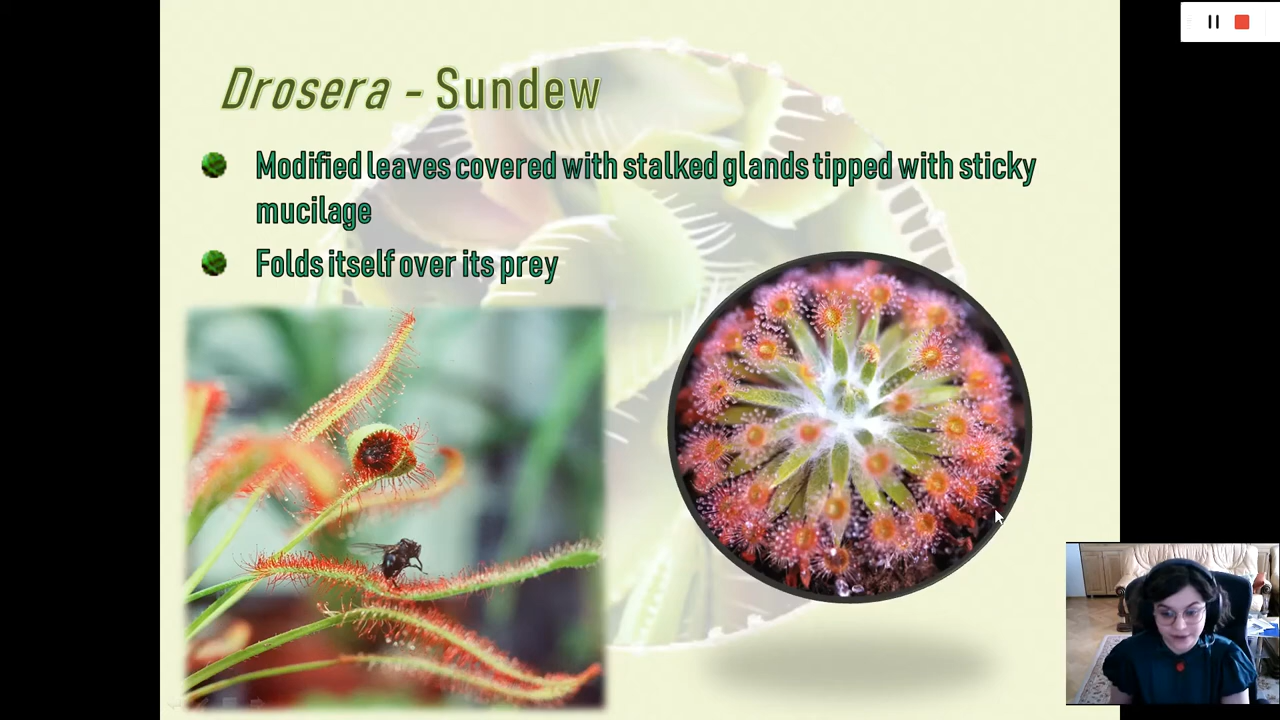 Drosera - Sundew
Modified leaves covered with stalked glands tipped with sticky
mucilage
Folds itself over its prey